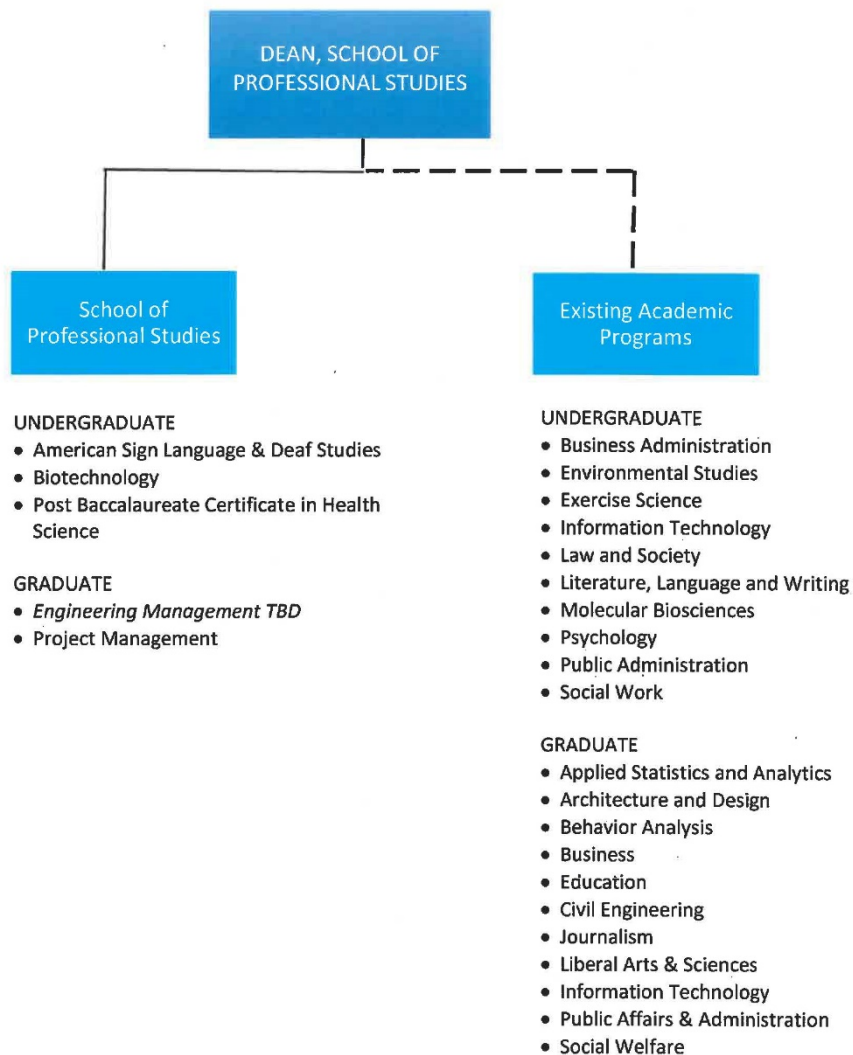 DEAN, SCHOOL OF
PROFESSIONAL STUDIES
School of
Professional Studies
UNDERGRADUATE
• American Sign Language & Deaf Studies
• Biotechnology
• Post Baccalaureate Certificate in Health
Science
GRADUATE
• Engineering Management TBD
• Project Management
Existing Academic
Programs
UNDERGRADUATE
• Business Administration
• Environmental Studies
• Exercise Science
• Information Technology
• Law and Society
• Literature, Language and Writing
• Molecular Biosciences
• Psychology
• Public Administration
• Social Work
GRADUATE
• Applied Statistics and Analytics
• Architecture and Design
• Behavior Analysis
• Business
• Education
• Civil Engineering
• Journalism
• Liberal Arts & Sciences
• Information Technology
• Public Affairs & Administration
• Social Welfare